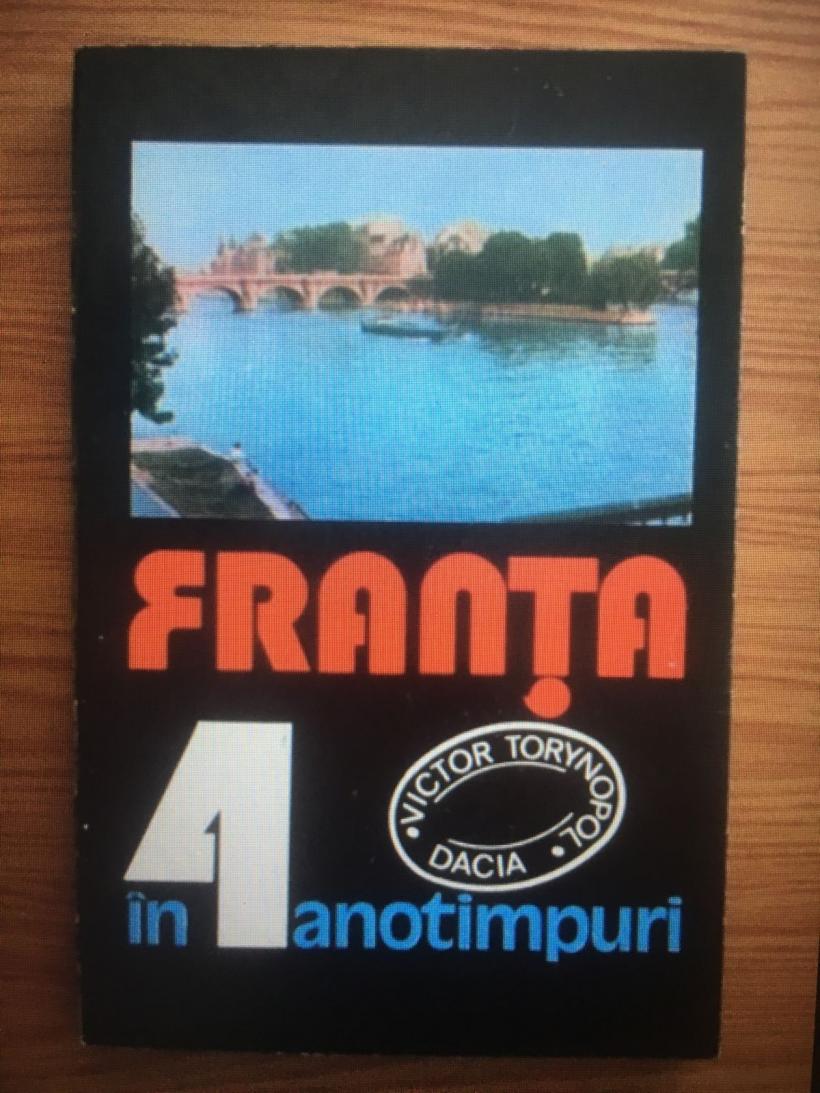 FRANȚA
VICTOR TORYNOPOL
DACIA
în 4 anotimpuri